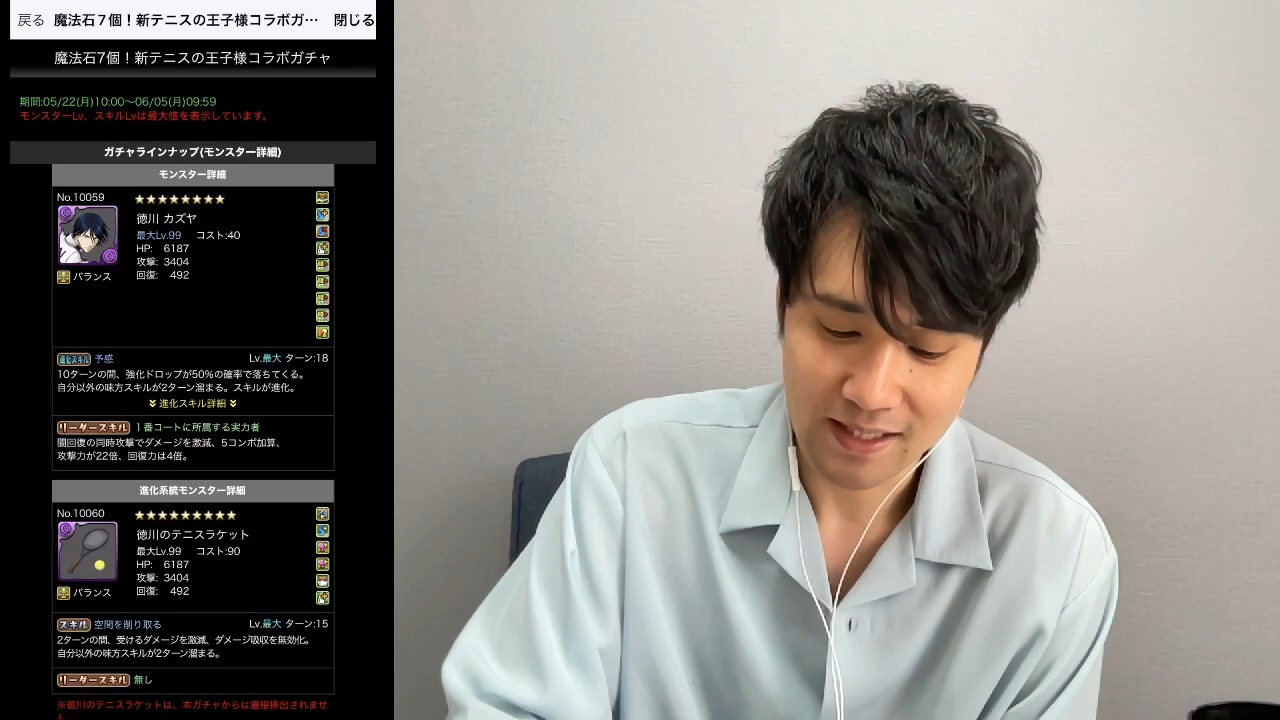 戻る 魔法石７個！新テニスの王子様コラボガ… 閉じる
魔法石7個！新テニスの王子様コラボガチャ
期間:05/22(月)10:00〜06/05(月)09:59
モンスターLv、スキルLvは最大値を表示しています。
ガチャラインナップ(モンスター詳細)
モンスター詳細
No.10059 ★★★★★★★★
徳川 カズヤ
最大Lv.99 コスト:40
HP: 6187
攻撃: 3404
回復: 492
バランス
進化スキル 予感 Lv.最大 ターン:18
10ターンの間、強化ドロップが50%の確率で落ちてくる。
自分以外の味方スキルが2ターン溜まる。スキルが進化。
進化スキル詳細
リーダースキル １番コートに所属する実力者
闇回復の同時攻撃でダメージを激減、5コンボ加算、
攻撃力が22倍、回復力は4倍。
進化系統モンスター詳細
No.10060 ★★★★★★★★★
徳川のテニスラケット
最大Lv.99 コスト:90
HP: 6187
攻撃: 3404
回復: 492
バランス
スキル 空間を削り取る Lv.最大 ターン:15
2ターンの間、受けるダメージを激減、ダメージ吸収を無効化。
自分以外の味方スキルが2ターン溜まる。
リーダースキル 無し
※徳川のテニスラケットは、本ガチャからは直接排出されませ